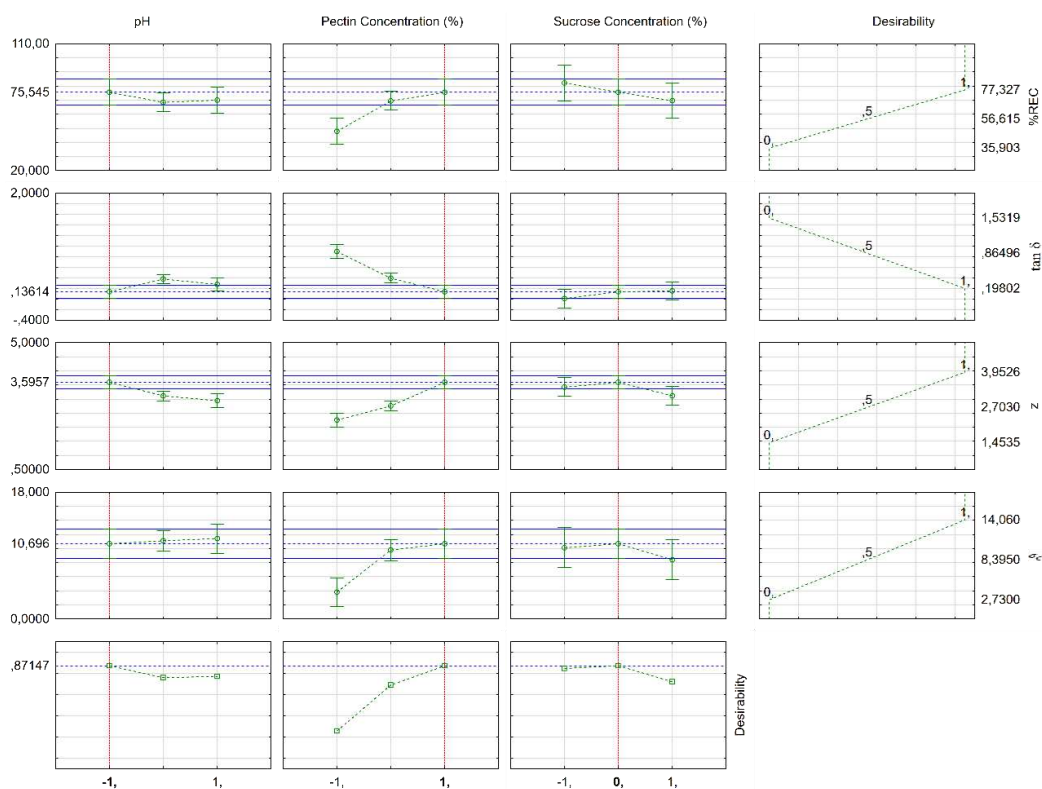 pH Pectin Concentration (%) Sucrose Concentration (%) Desirability
110,00
75,545
20,000
0, ,5 1,
77,327
56,615
35,903
%REC
2,0000
,13614
-,4000
0, ,5 1,
1,5319
,86496
,19802
tan δ
5,0000
3,5957
,50000
0, ,5 1,
3,9526
2,7030
1,4535
z
18,000
10,696
0,0000
0, ,5 1,
14,060
8,3950
2,7300
,87147
Desirability
-1, 1, -1, 1, -1, 0, 1,